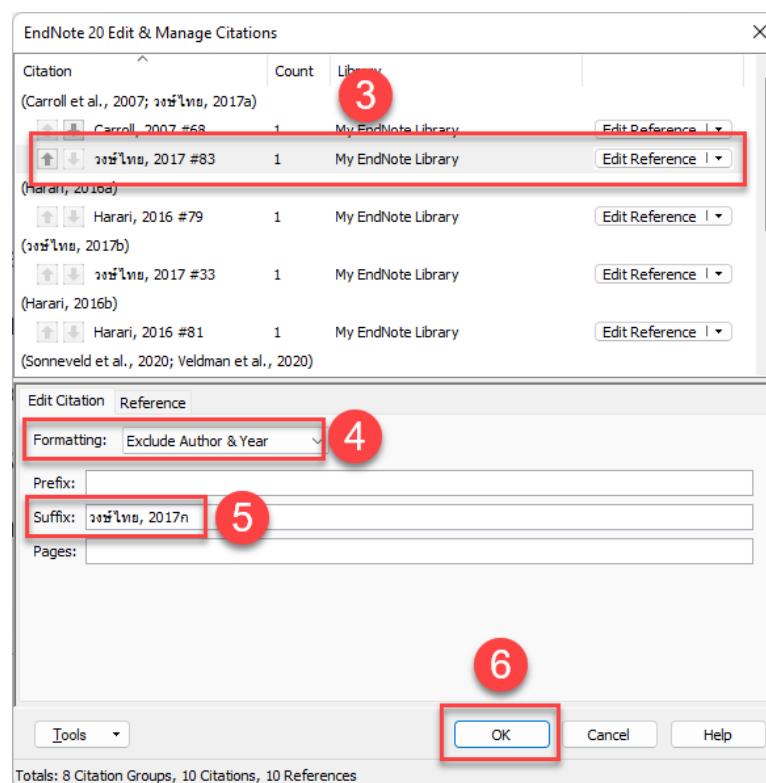 EndNote 20 Edit & Manage Citations
Citation Count Library
3
(Carroll et al., 2007; วงษ์ไทย, 2017a)
Carroll, 2007 #68 1 My EndNote Library Edit Reference
วงษ์ไทย, 2017 #83 1 My EndNote Library Edit Reference
(Harari, 2016a)
Harari, 2016 #79 1 My EndNote Library Edit Reference
(วงษ์ไทย, 2017b)
วงษ์ไทย, 2017 #33 1 My EndNote Library Edit Reference
(Harari, 2016b)
Harari, 2016 #81 1 My EndNote Library Edit Reference
(Sonneveld et al., 2020; Veldman et al., 2020)
Edit Citation Reference
Formatting: Exclude Author & Year 4
Prefix:
Suffix: วงษ์ไทย, 2017ก 5
Pages:
6
Tools OK Cancel Help
Totals: 8 Citation Groups, 10 Citations, 10 References